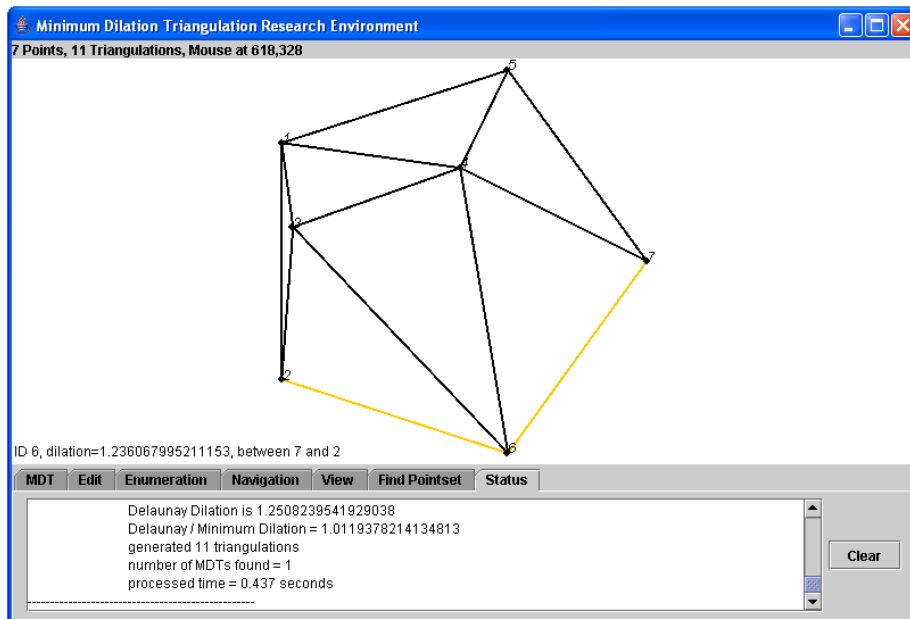 Minimum Dilation Triangulation Research Environment
7 Points, 11 Triangulations, Mouse at 618,328
5
1
4
3
7
2
6
ID 6, dilation=1.236067995211153, between 7 and 2
MDT Edit Enumeration Navigation View Find Pointset Status
Delaunay Dilation is 1.2508239541929038
Delaunay / Minimum Dilation = 1.0119378214134813
generated 11 triangulations
number of MDTs found = 1
processed time = 0.437 seconds
--------------------------------------------------
Clear